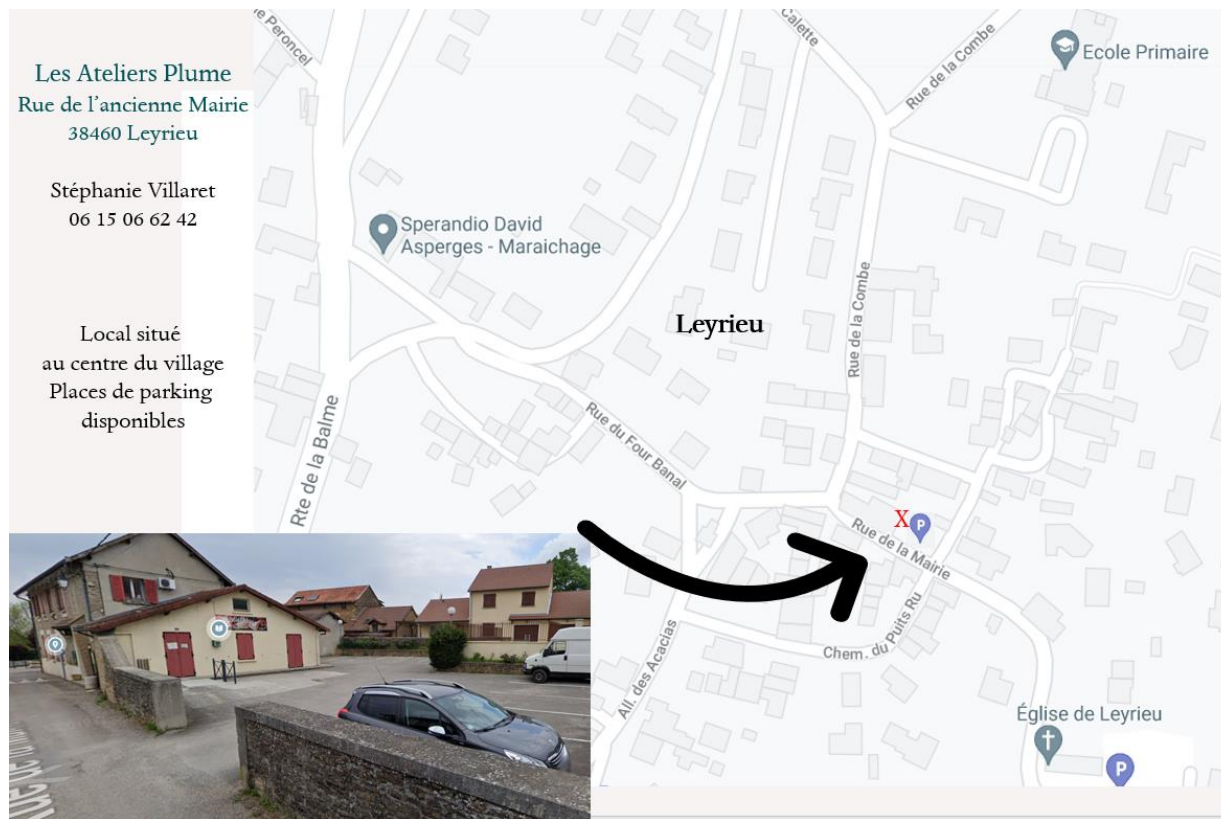 Les Ateliers Plume
Rue de l'ancienne Mairie
38460 Leyrieu
Stéphanie Villaret
06 15 06 62 42
Local situé
au centre du village
Places de parking
disponibles
Peroncel
Calette
Rue de la Combe
Ecole Primaire
Sperandio David
Asperges - Maraichage
Leyrieu
Rue de la Combe
Rte de la Balme
Rue du Four Banal
X
P
Rue de la Mairie
Chem. du Puits Ru
All. des Acacias
Église de Leyrieu
P